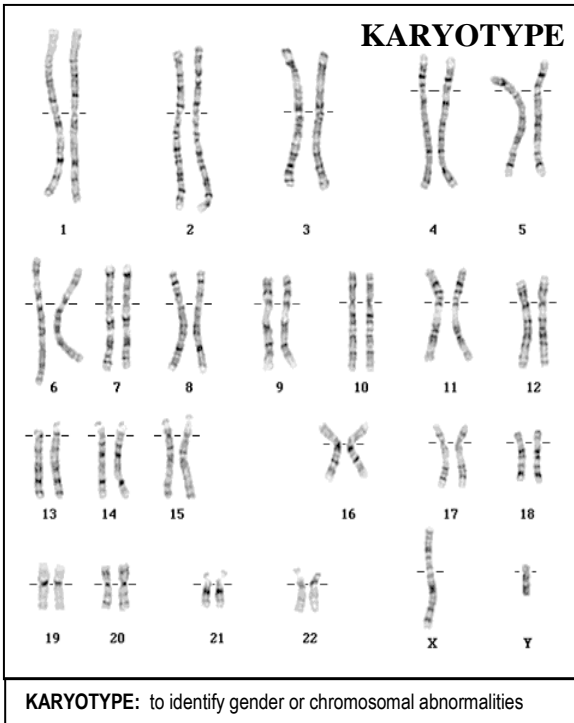 KARYOTYPE
1 2 3 4 5
6 7 8 9 10 11 12
13 14 15 16 17 18
19 20 21 22 X Y
KARYOTYPE: to identify gender or chromosomal abnormalities